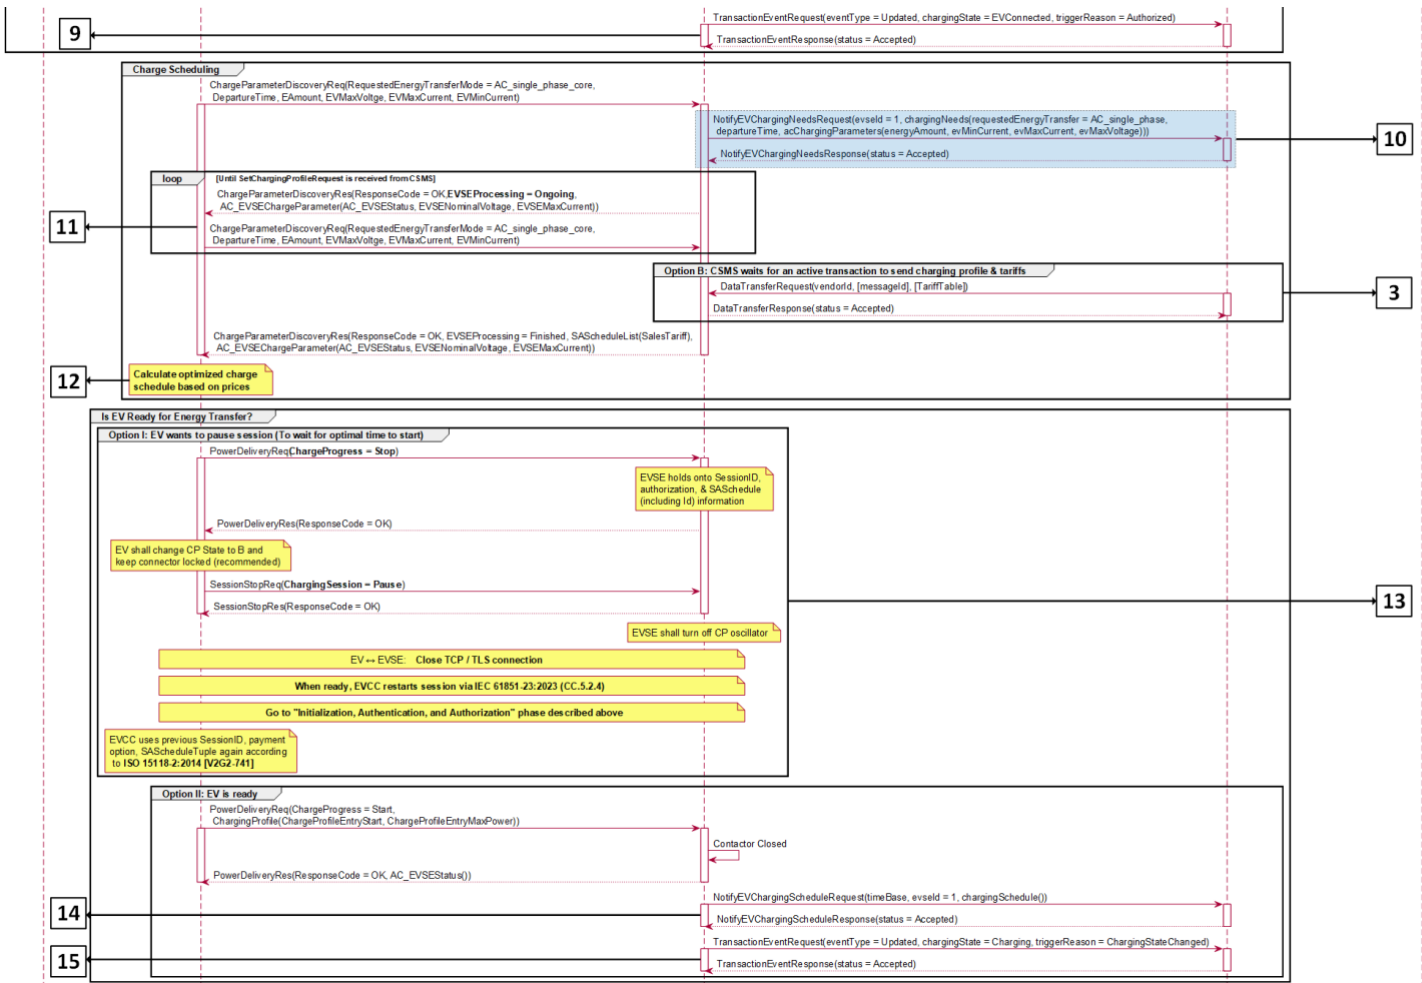 TransactionEventRequest(eventType = Updated, chargingState = EVConnected, triggerReason = Authorized)
9
TransactionEventResponse(status = Accepted)
Charge Scheduling
ChargeParameterDiscoveryReq(RequestedEnergyTransferMode = AC_single_phase_core,
DepartureTime, EAmount, EVMaxVoltge, EVMaxCurrent, EVMinCurrent)
NotifyEVChargingNeedsRequest(evseId = 1, chargingNeeds(requestedEnergyTransfer = AC_single_phase,
departureTime, acChargingParameters(energyAmount, evMinCurrent, evMaxCurrent, evMaxVoltage)))
10
NotifyEVChargingNeedsResponse(status = Accepted)
loop
[Until SetChargingProfileRequest is received from CSMS]
ChargeParameterDiscoveryRes(ResponseCode = OK,EVSEProcessing = Ongoing,
AC_EVSEChargeParameter(AC_EVSEStatus, EVSENominalVoltage, EVSEMaxCurrent))
11
ChargeParameterDiscoveryReq(RequestedEnergyTransferMode = AC_single_phase_core,
DepartureTime, EAmount, EVMaxVoltge, EVMaxCurrent, EVMinCurrent)
Option B: CSMS waits for an active transaction to send charging profile & tariffs
DataTransferRequest(vendorId, [messageId], [TariffTable])
3
DataTransferResponse(status = Accepted)
ChargeParameterDiscoveryRes(ResponseCode = OK, EVSEProcessing = Finished, SAScheduleList(SalesTariff),
AC_EVSEChargeParameter(AC_EVSEStatus, EVSENominalVoltage, EVSEMaxCurrent))
12
Calculate optimized charge
schedule based on prices
Is EV Ready for Energy Transfer?
Option I: EV wants to pause session (To wait for optimal time to start)
PowerDeliveryReq(ChargeProgress = Stop)
EVSE holds onto SessionID,
authorization, & SASchedule
(including Id) information
PowerDeliveryRes(ResponseCode = OK)
EV shall change CP State to B and
keep connector locked (recommended)
SessionStopReq(ChargingSession = Pause)
13
SessionStopRes(ResponseCode = OK)
EVSE shall turn off CP oscillator
EV ↔ EVSE: Close TCP / TLS connection
When ready, EVCC restarts session via IEC 61851-23:2023 (CC.5.2.4)
Go to "Initialization, Authentication, and Authorization" phase described above
EVCC uses previous SessionID, payment
option, SAScheduleTuple again according
to ISO 15118-2:2014 [V2G2-741]
Option II: EV is ready
PowerDeliveryReq(ChargeProgress = Start,
ChargingProfile(ChargeProfileEntryStart, ChargeProfileEntryMaxPower))
Contactor Closed
PowerDeliveryRes(ResponseCode = OK, AC_EVSEStatus())
NotifyEVChargingScheduleRequest(timeBase, evseId = 1, chargingSchedule())
14
NotifyEVChargingScheduleResponse(status = Accepted)
TransactionEventRequest(eventType = Updated, chargingState = Charging, triggerReason = ChargingStateChanged)
15
TransactionEventResponse(status = Accepted)